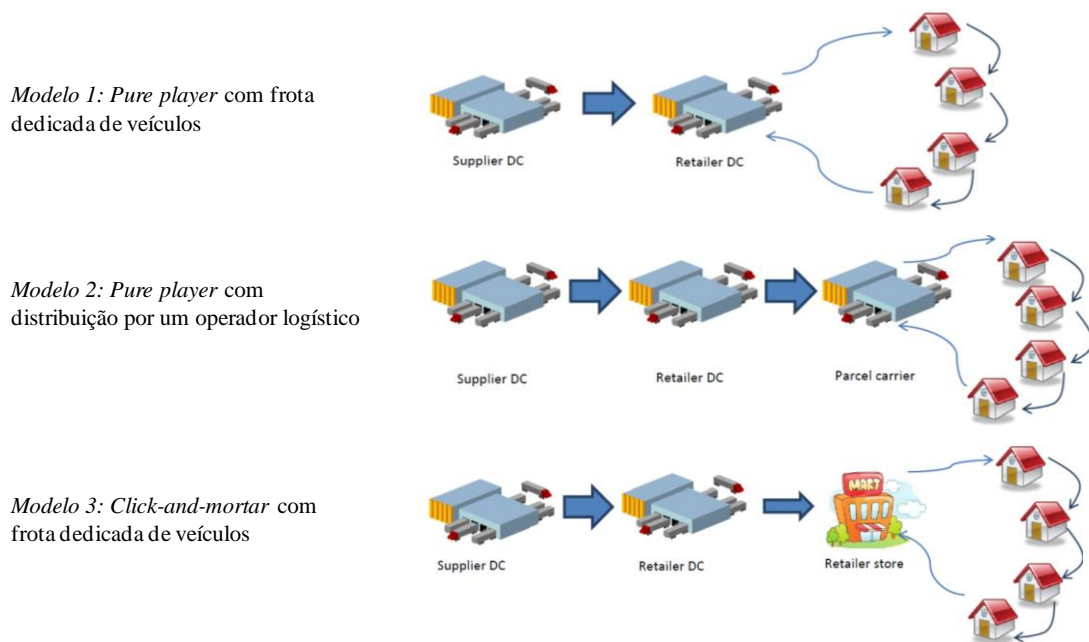 Modelo 1: Pure player com frota
dedicada de veículos
Supplier DC
Retailer DC
Modelo 2: Pure player com
distribuição por um operador logístico
Supplier DC
Retailer DC
Parcel carrier
Modelo 3: Click-and-mortar com
frota dedicada de veículos
MART
Supplier DC
Retailer DC
Retailer store